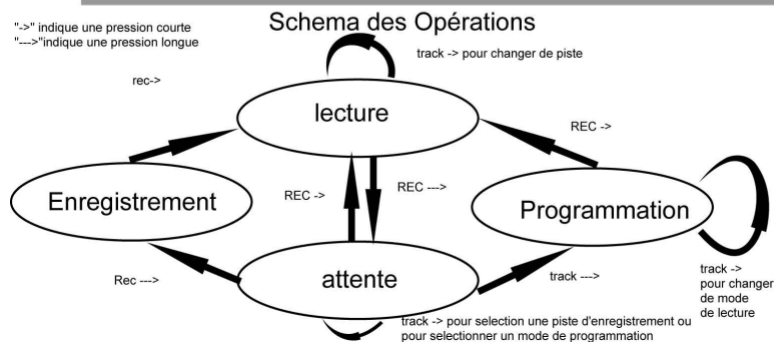 Schema des Opérations
"->" indique une pression courte
"--->"indique une pression longue
track -> pour changer de piste
rec->
lecture
REC ->
Enregistrement
REC ->
REC --->
Programmation
Rec --->
attente
track --->
track ->
pour changer
de mode
de lecture
track -> pour selection une piste d'enregistrement ou
pour selectionner un mode de programmation